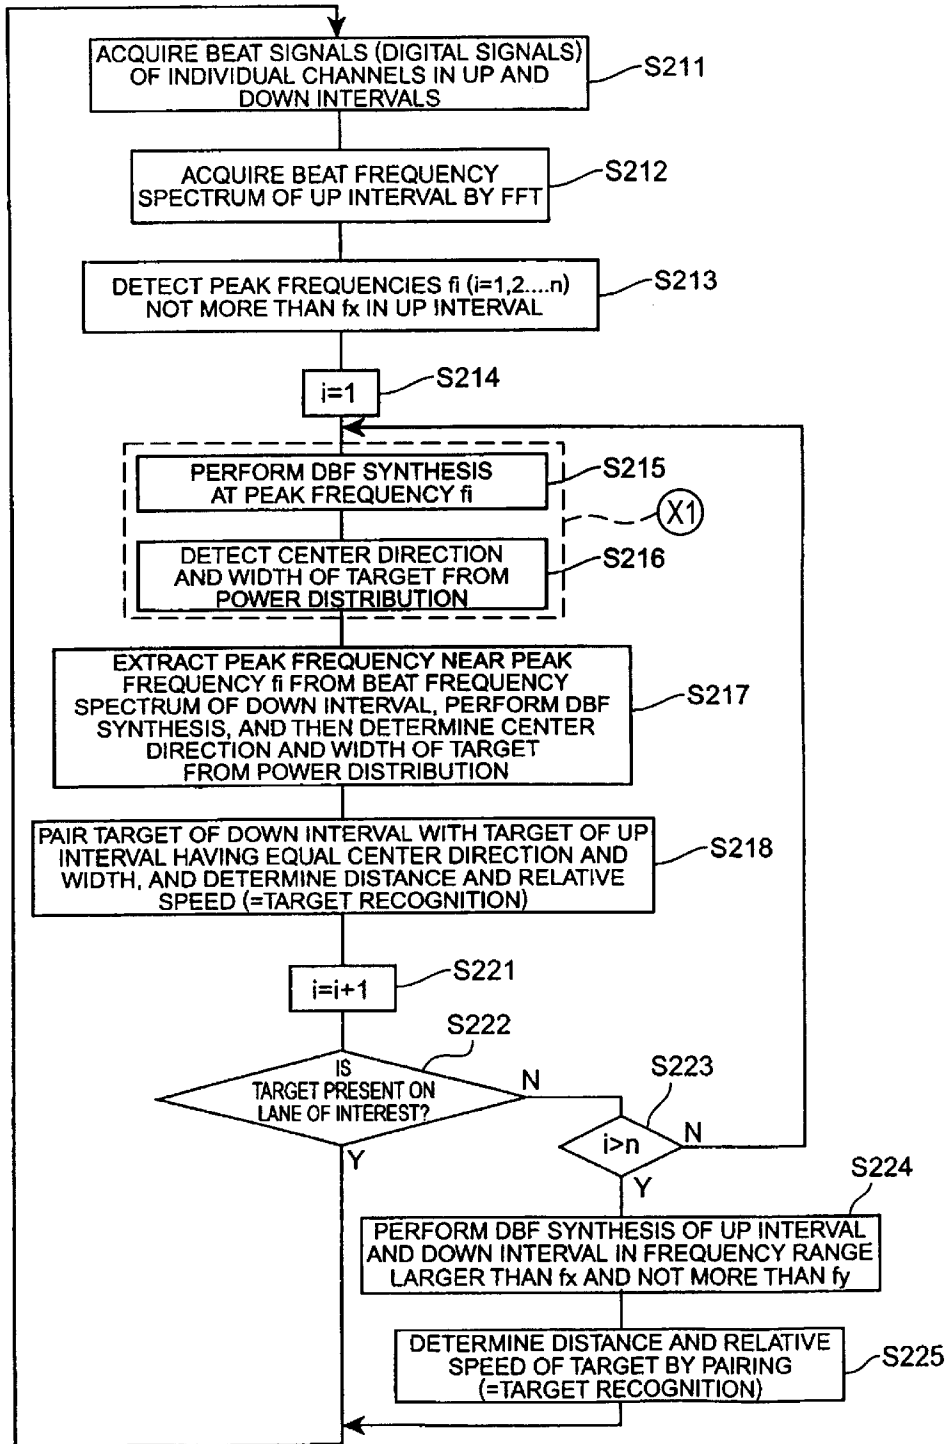 ACQUIRE BEAT SIGNALS (DIGITAL SIGNALS)
OF INDIVIDUAL CHANNELS IN UP AND
DOWN INTERVALS
S211
ACQUIRE BEAT FREQUENCY
SPECTRUM OF UP INTERVAL BY FFT
S212
DETECT PEAK FREQUENCIES fi (i=1,2....n)
NOT MORE THAN fx IN UP INTERVAL
S213
i=1
S214
PERFORM DBF SYNTHESIS
AT PEAK FREQUENCY fi
S215
X1
DETECT CENTER DIRECTION
AND WIDTH OF TARGET FROM
POWER DISTRIBUTION
S216
EXTRACT PEAK FREQUENCY NEAR PEAK
FREQUENCY fi FROM BEAT FREQUENCY
SPECTRUM OF DOWN INTERVAL, PERFORM DBF
SYNTHESIS, AND THEN DETERMINE CENTER
DIRECTION AND WIDTH OF TARGET
FROM POWER DISTRIBUTION
S217
PAIR TARGET OF DOWN INTERVAL WITH TARGET OF UP
INTERVAL HAVING EQUAL CENTER DIRECTION AND
WIDTH, AND DETERMINE DISTANCE AND RELATIVE
SPEED (=TARGET RECOGNITION)
S218
i=i+1
S221
IS
TARGET PRESENT ON
LANE OF INTEREST?
S222
N
Y
i>n
S223
N
Y
PERFORM DBF SYNTHESIS OF UP INTERVAL
AND DOWN INTERVAL IN FREQUENCY RANGE
LARGER THAN fx AND NOT MORE THAN fy
S224
DETERMINE DISTANCE AND RELATIVE
SPEED OF TARGET BY PAIRING
(=TARGET RECOGNITION)
S225